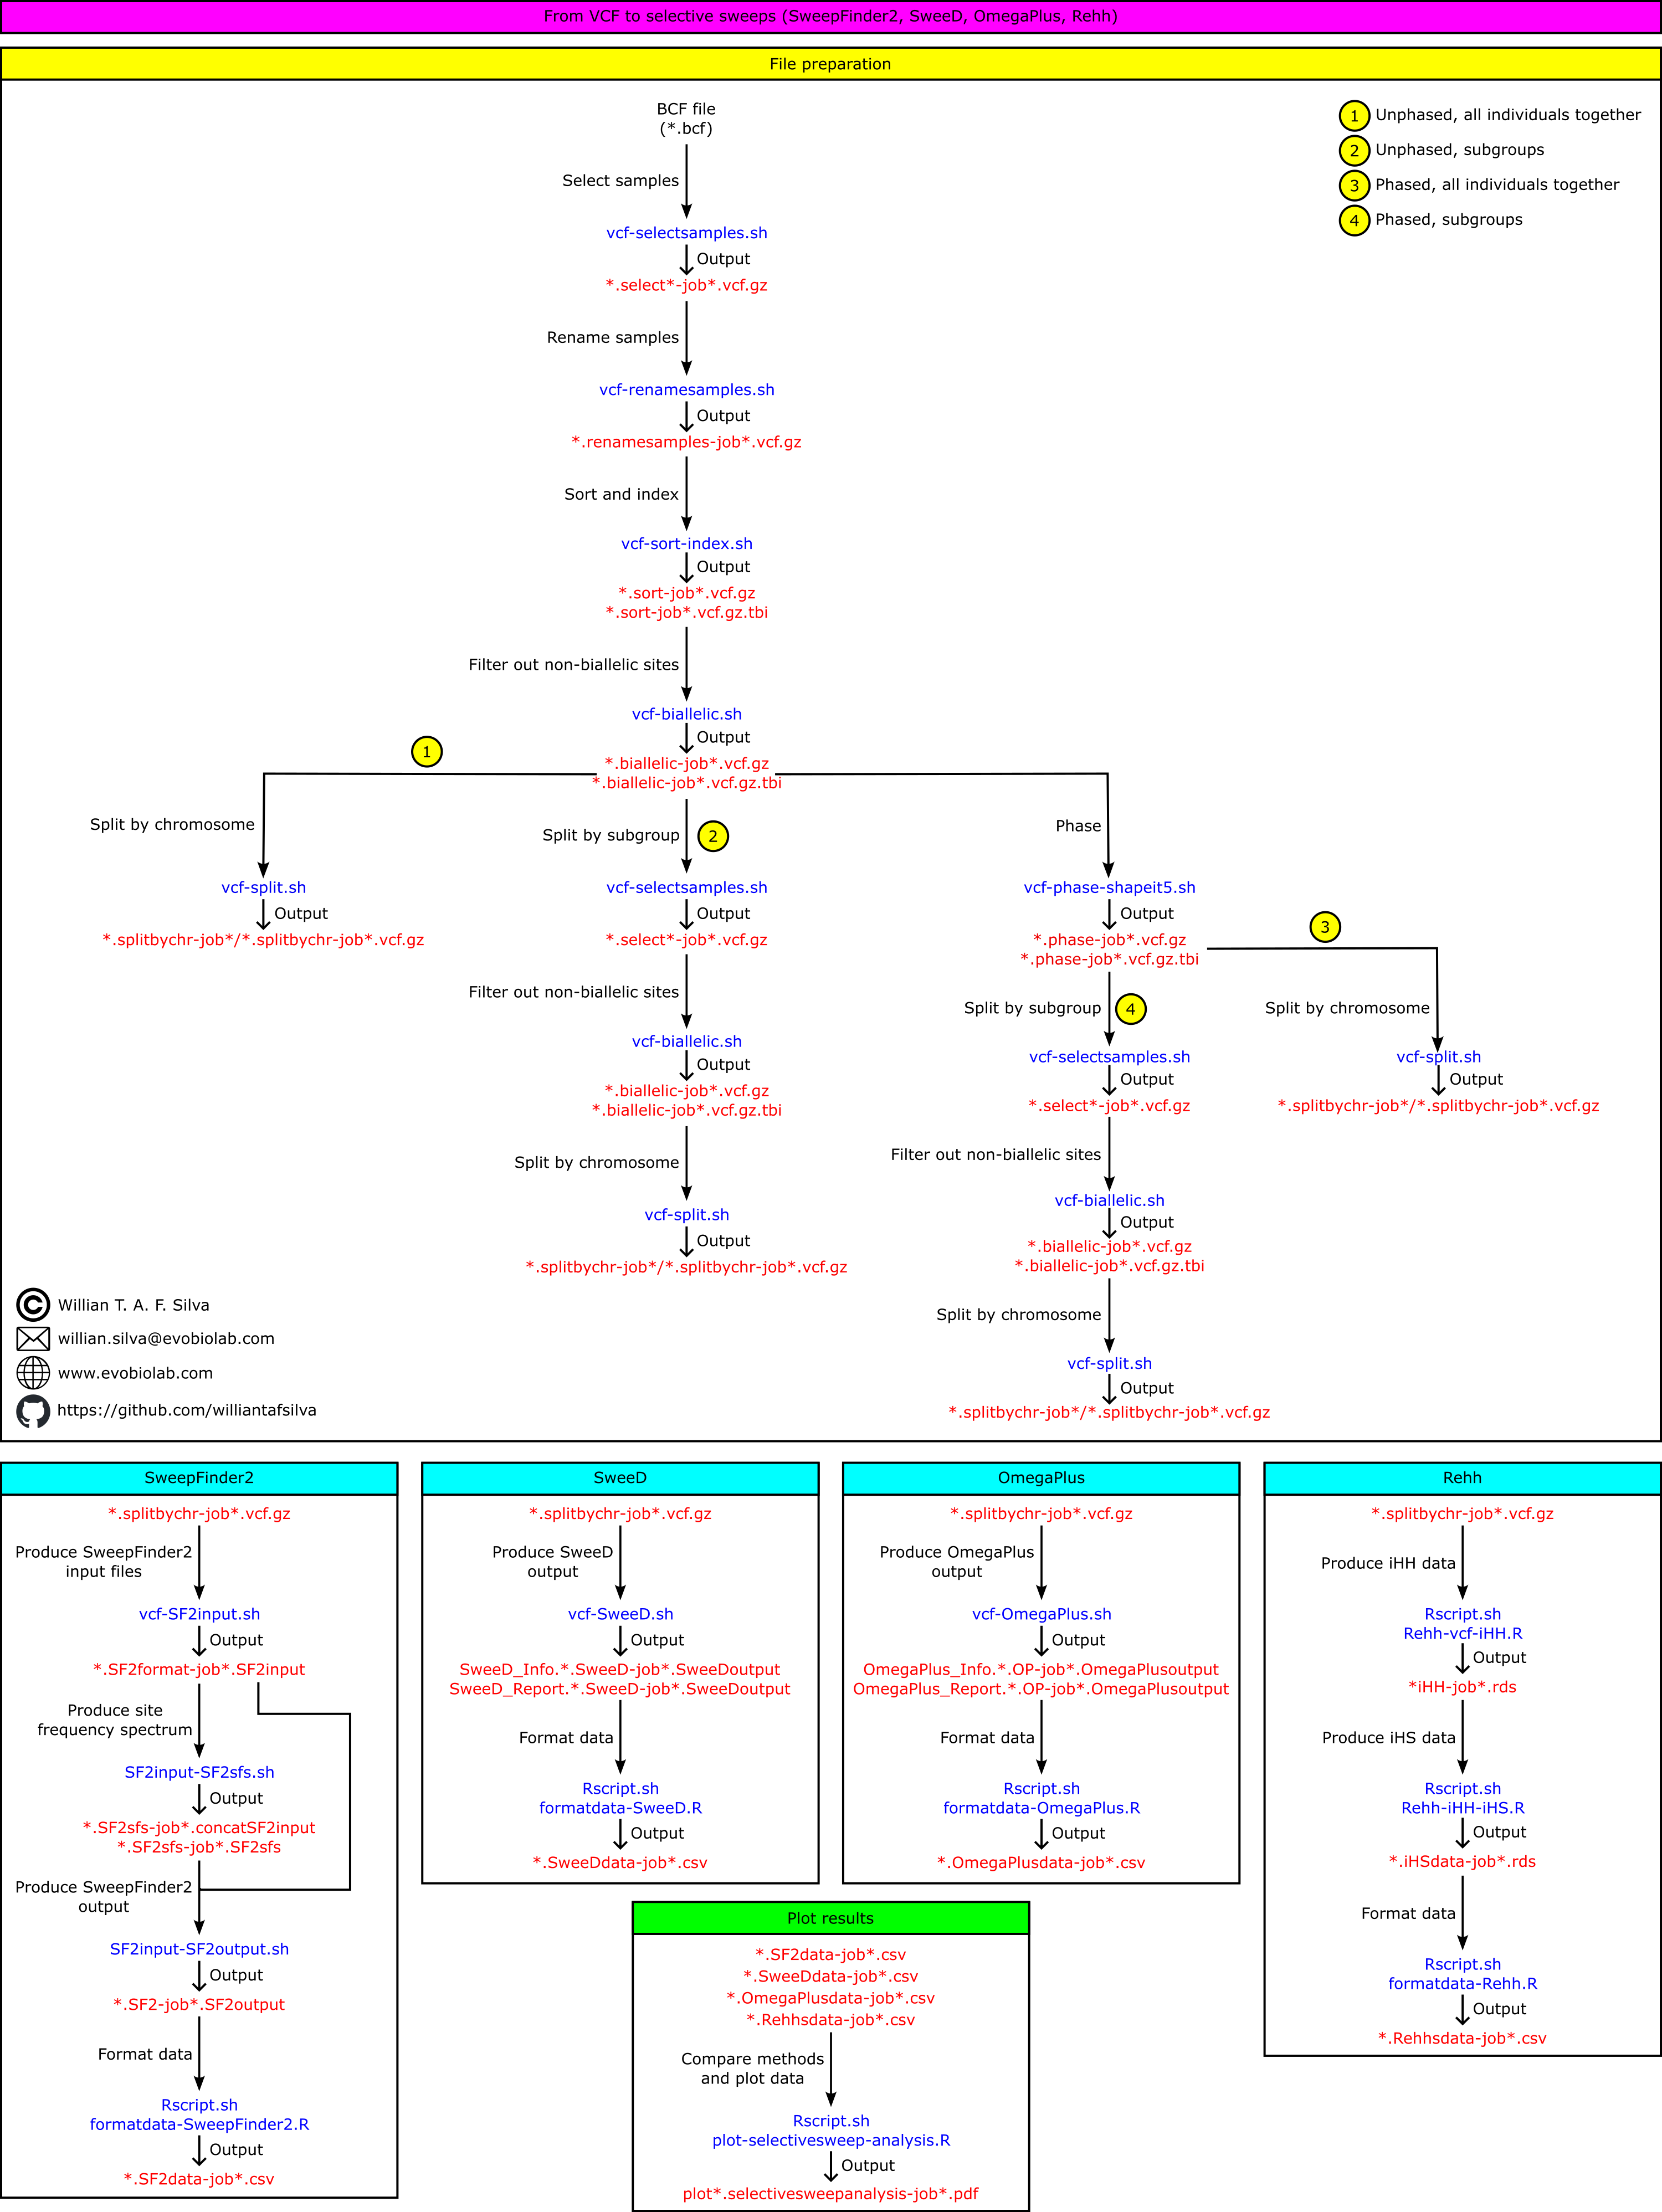 From VCF to selective sweeps (SweepFinder2, SweeD, OmegaPlus, Rehh)
File preparation
BCF file
(*.bcf)
1 Unphased, all individuals together
2 Unphased, subgroups
3 Phased, all individuals together
4 Phased, subgroups
Select samples
vcf-selectsamples.sh
Output
*.select*-job*.vcf.gz
Rename samples
vcf-renamesamples.sh
Output
*.renamesamples-job*.vcf.gz
Sort and index
vcf-sort-index.sh
Output
*.sort-job*.vcf.gz
*.sort-job*.vcf.gz.tbi
Filter out non-biallelic sites
vcf-biallelic.sh
Output
*.biallelic-job*.vcf.gz
*.biallelic-job*.vcf.gz.tbi
1
Split by chromosome
vcf-split.sh
Output
*.splitbychr-job*/*.splitbychr-job*.vcf.gz
Split by subgroup
2
vcf-selectsamples.sh
Output
*.select*-job*.vcf.gz
Filter out non-biallelic sites
vcf-biallelic.sh
Output
*.biallelic-job*.vcf.gz
*.biallelic-job*.vcf.gz.tbi
Split by chromosome
vcf-split.sh
Output
*.splitbychr-job*/*.splitbychr-job*.vcf.gz
Phase
vcf-phase-shapeit5.sh
Output
*.phase-job*.vcf.gz
*.phase-job*.vcf.gz.tbi
3
Split by chromosome
vcf-split.sh
Output
*.splitbychr-job*/*.splitbychr-job*.vcf.gz
Split by subgroup
4
vcf-selectsamples.sh
Output
*.select*-job*.vcf.gz
Filter out non-biallelic sites
vcf-biallelic.sh
Output
*.biallelic-job*.vcf.gz
*.biallelic-job*.vcf.gz.tbi
Split by chromosome
vcf-split.sh
Output
*.splitbychr-job*/*.splitbychr-job*.vcf.gz
© Willian T. A. F. Silva
willian.silva@evobiolab.com
www.evobiolab.com
https://github.com/williantafsilva
SweepFinder2
*.splitbychr-job*.vcf.gz
Produce SweepFinder2
input files
vcf-SF2input.sh
Output
*.SF2format-job*.SF2input
Produce site
frequency spectrum
SF2input-SF2sfs.sh
Output
*.SF2sfs-job*.concatSF2input
*.SF2sfs-job*.SF2sfs
Produce SweepFinder2
output
SF2input-SF2output.sh
Output
*.SF2-job*.SF2output
Format data
Rscript.sh
formatdata-SweepFinder2.R
Output
*.SF2data-job*.csv
SweeD
*.splitbychr-job*.vcf.gz
Produce SweeD
output
vcf-SweeD.sh
Output
SweeD_Info.*.SweeD-job*.SweeDoutput
SweeD_Report.*.SweeD-job*.SweeDoutput
Format data
Rscript.sh
formatdata-SweeD.R
Output
*.SweeDdata-job*.csv
OmegaPlus
*.splitbychr-job*.vcf.gz
Produce OmegaPlus
output
vcf-OmegaPlus.sh
Output
OmegaPlus_Info.*.OP-job*.OmegaPlusoutput
OmegaPlus_Report.*.OP-job*.OmegaPlusoutput
Format data
Rscript.sh
formatdata-OmegaPlus.R
Output
*.OmegaPlusdata-job*.csv
Rehh
*.splitbychr-job*.vcf.gz
Produce iHH data
Rscript.sh
Rehh-vcf-iHH.R
Output
*iHH-job*.rds
Produce iHS data
Rscript.sh
Rehh-iHH-iHS.R
Output
*.iHSdata-job*.rds
Format data
Rscript.sh
formatdata-Rehh.R
Output
*.Rehhsdata-job*.csv
Plot results
*.SF2data-job*.csv
*.SweeDdata-job*.csv
*.OmegaPlusdata-job*.csv
*.Rehhsdata-job*.csv
Compare methods
and plot data
Rscript.sh
plot-selectivesweep-analysis.R
Output
plot*.selectivesweepanalysis-job*.pdf